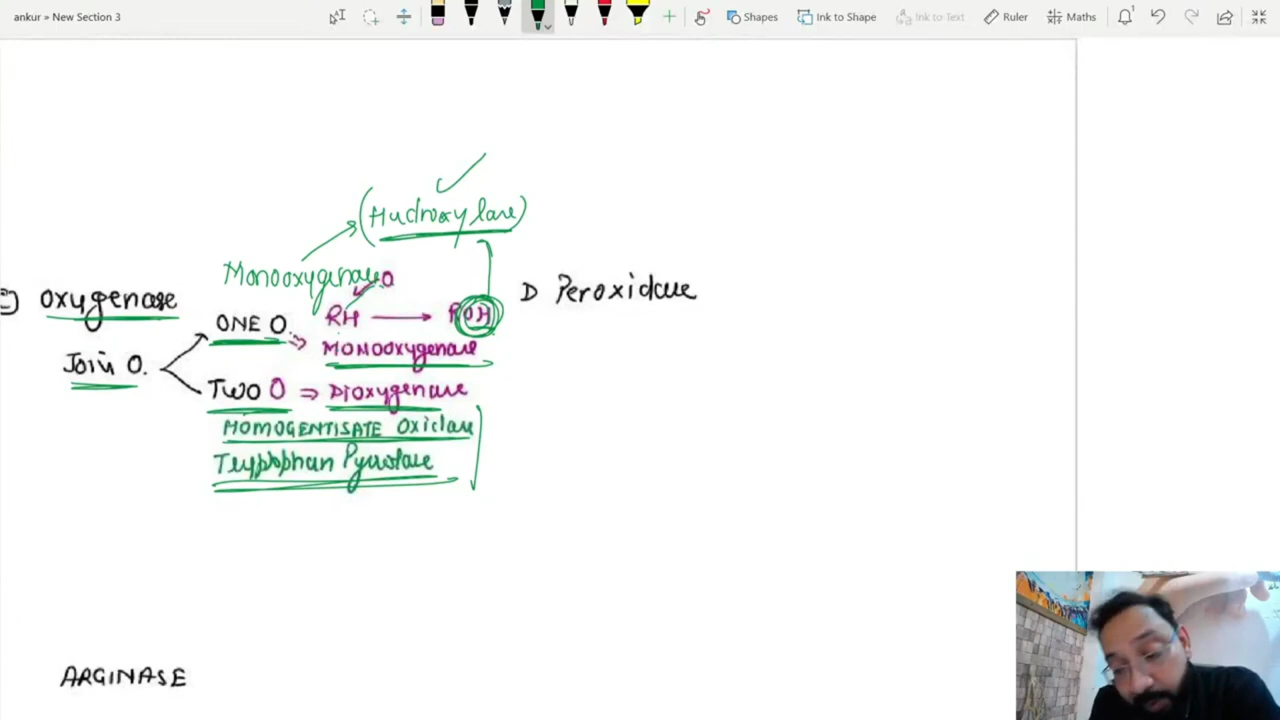 ankur » New Section 3
Shapes
Ink to Shape
Ink to Text
Ruler
Maths
(Hudroxylase)
Monooxygenase
O
oxygenase
ONE O
RH → ROH
D Peroxidase
Join O.
MONOOxygenase
TWO O ⇒ Dioxygenase
HOMOGENTISATE Oxidase
Tryptophan Pyrrolase
ARGINASE